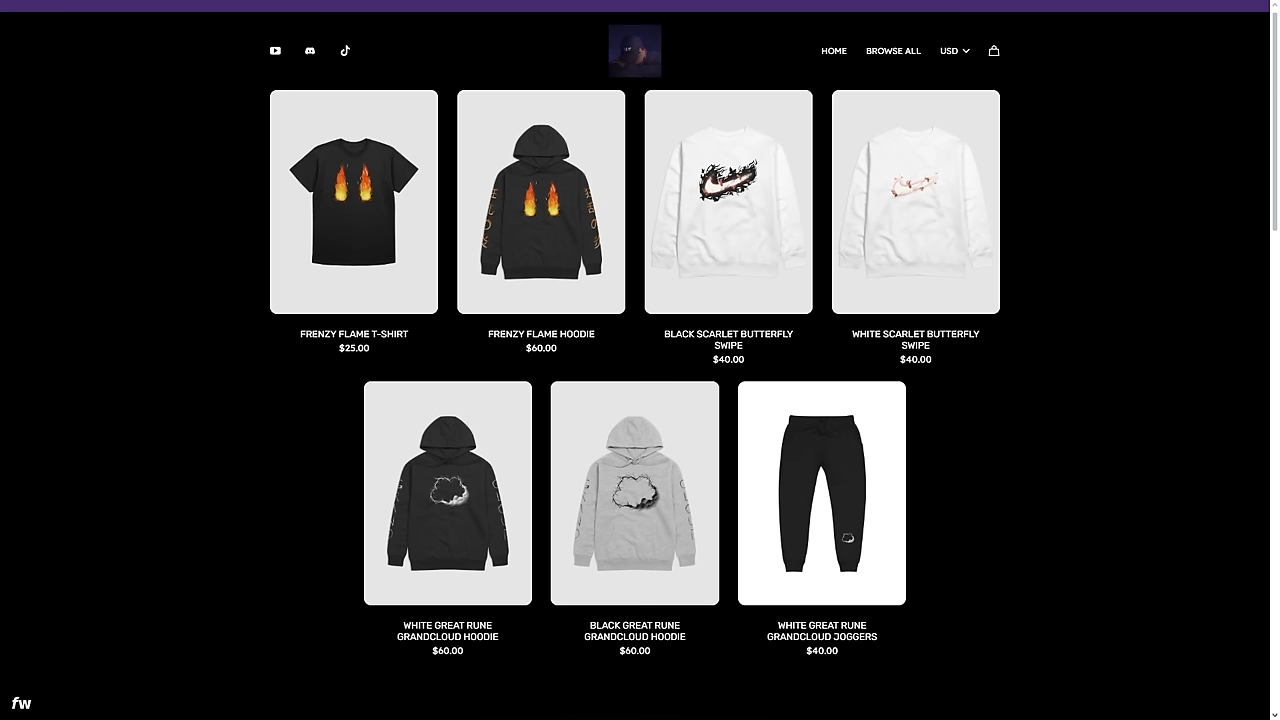 HOME
BROWSE ALL
USD
FRENZY FLAME T-SHIRT
$25.00
FRENZY FLAME HOODIE
$60.00
BLACK SCARLET BUTTERFLY
SWIPE
$40.00
WHITE SCARLET BUTTERFLY
SWIPE
$40.00
WHITE GREAT RUNE
GRANDCLOUD HOODIE
$60.00
BLACK GREAT RUNE
GRANDCLOUD HOODIE
$60.00
WHITE GREAT RUNE
GRANDCLOUD JOGGERS
$40.00
fw